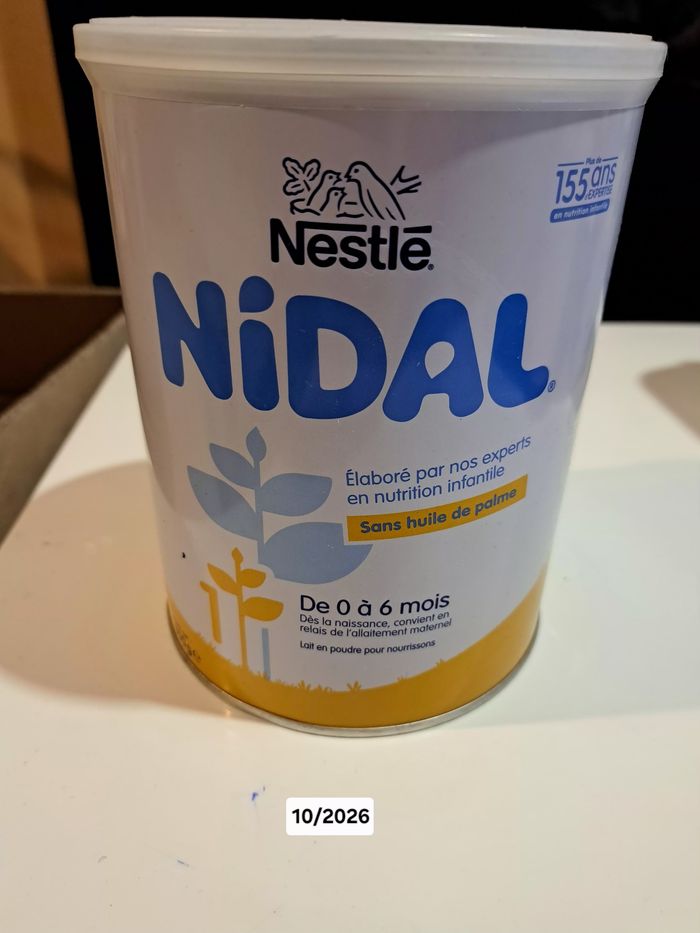 Plus de
155 ans
d'EXPERTISE
en nutrition infantile
Nestlé®
NiDAL®
Élaboré par nos experts
en nutrition infantile
Sans huile de palme
1
De 0 à 6 mois
Dès la naissance, convient en
relais de l'allaitement maternel
Lait en poudre pour nourrissons
10/2026